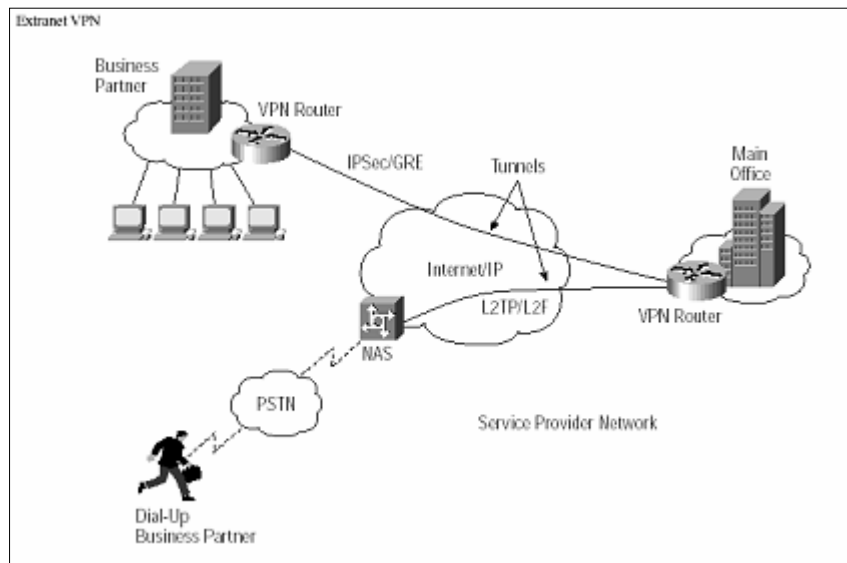 Extranet VPN
Business
Partner
VPN Router
IPSec/GRE
Tunnels
Main
Office
Internet/IP
L2TP/L2F
VPN Router
NAS
PSTN
Service Provider Network
Dial-Up
Business Partner